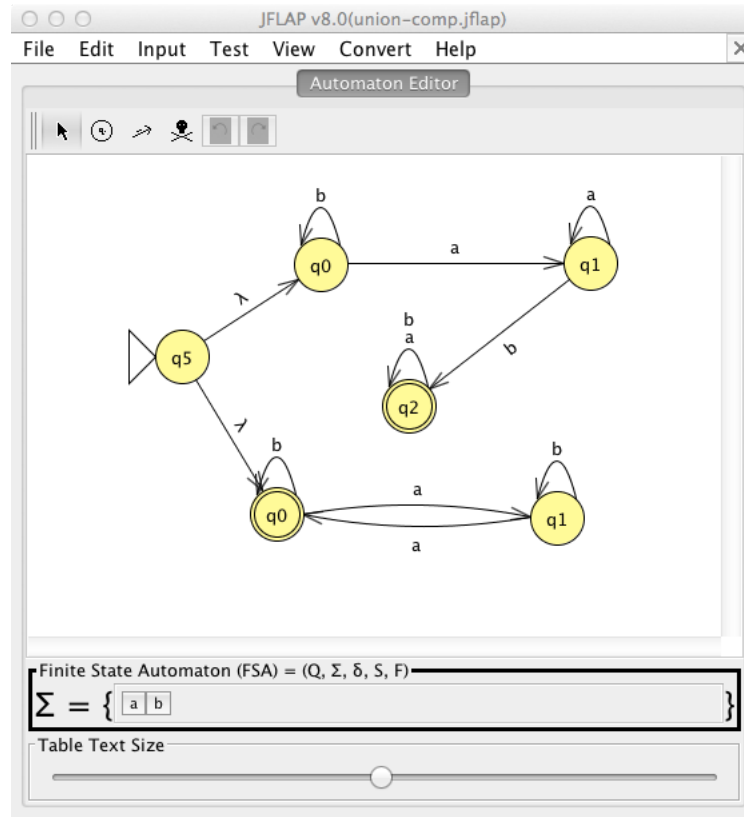 JFLAP v8.0(union-comp.jflap)
File Edit Input Test View Convert Help
Automaton Editor
b
a
q0
a
q1
λ
b
a
b
q5
q2
λ
b
b
q0
a
q1
a
Finite State Automaton (FSA) = (Q, Σ, δ, S, F)
Σ = { a b }
Table Text Size